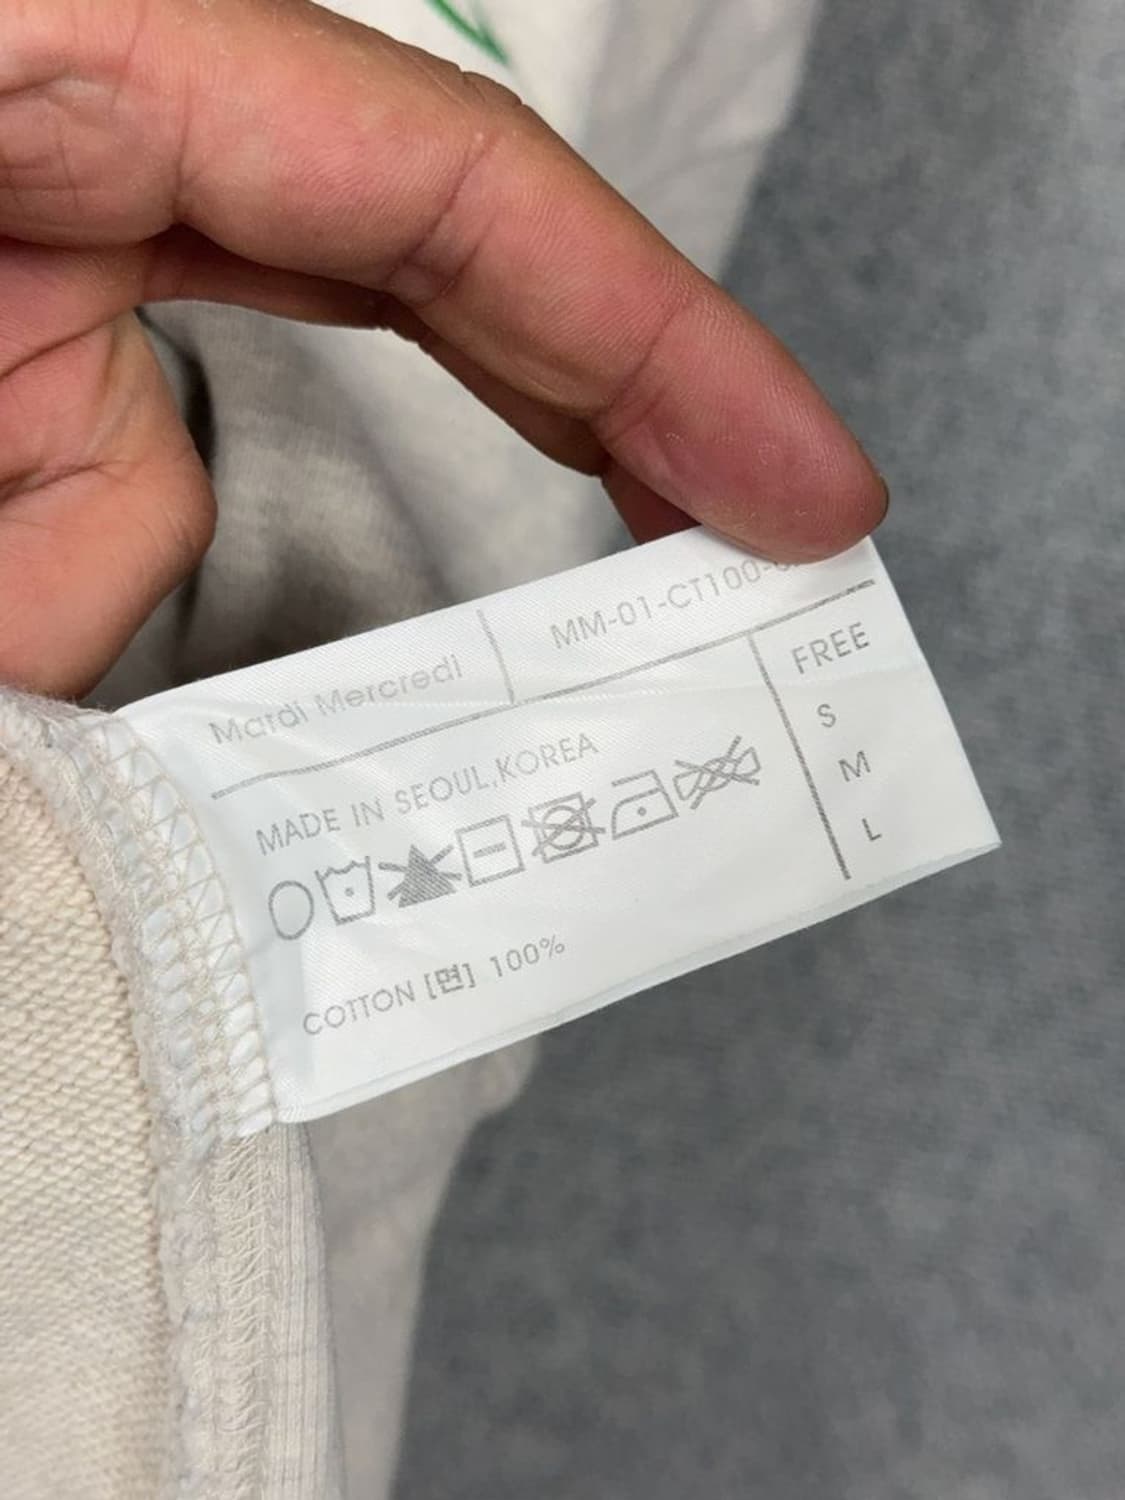 Mardi Mercredi
MM-01-CT100-
MADE IN SEOUL,KOREA
COTTON [면] 100%
FREE
S
M
L